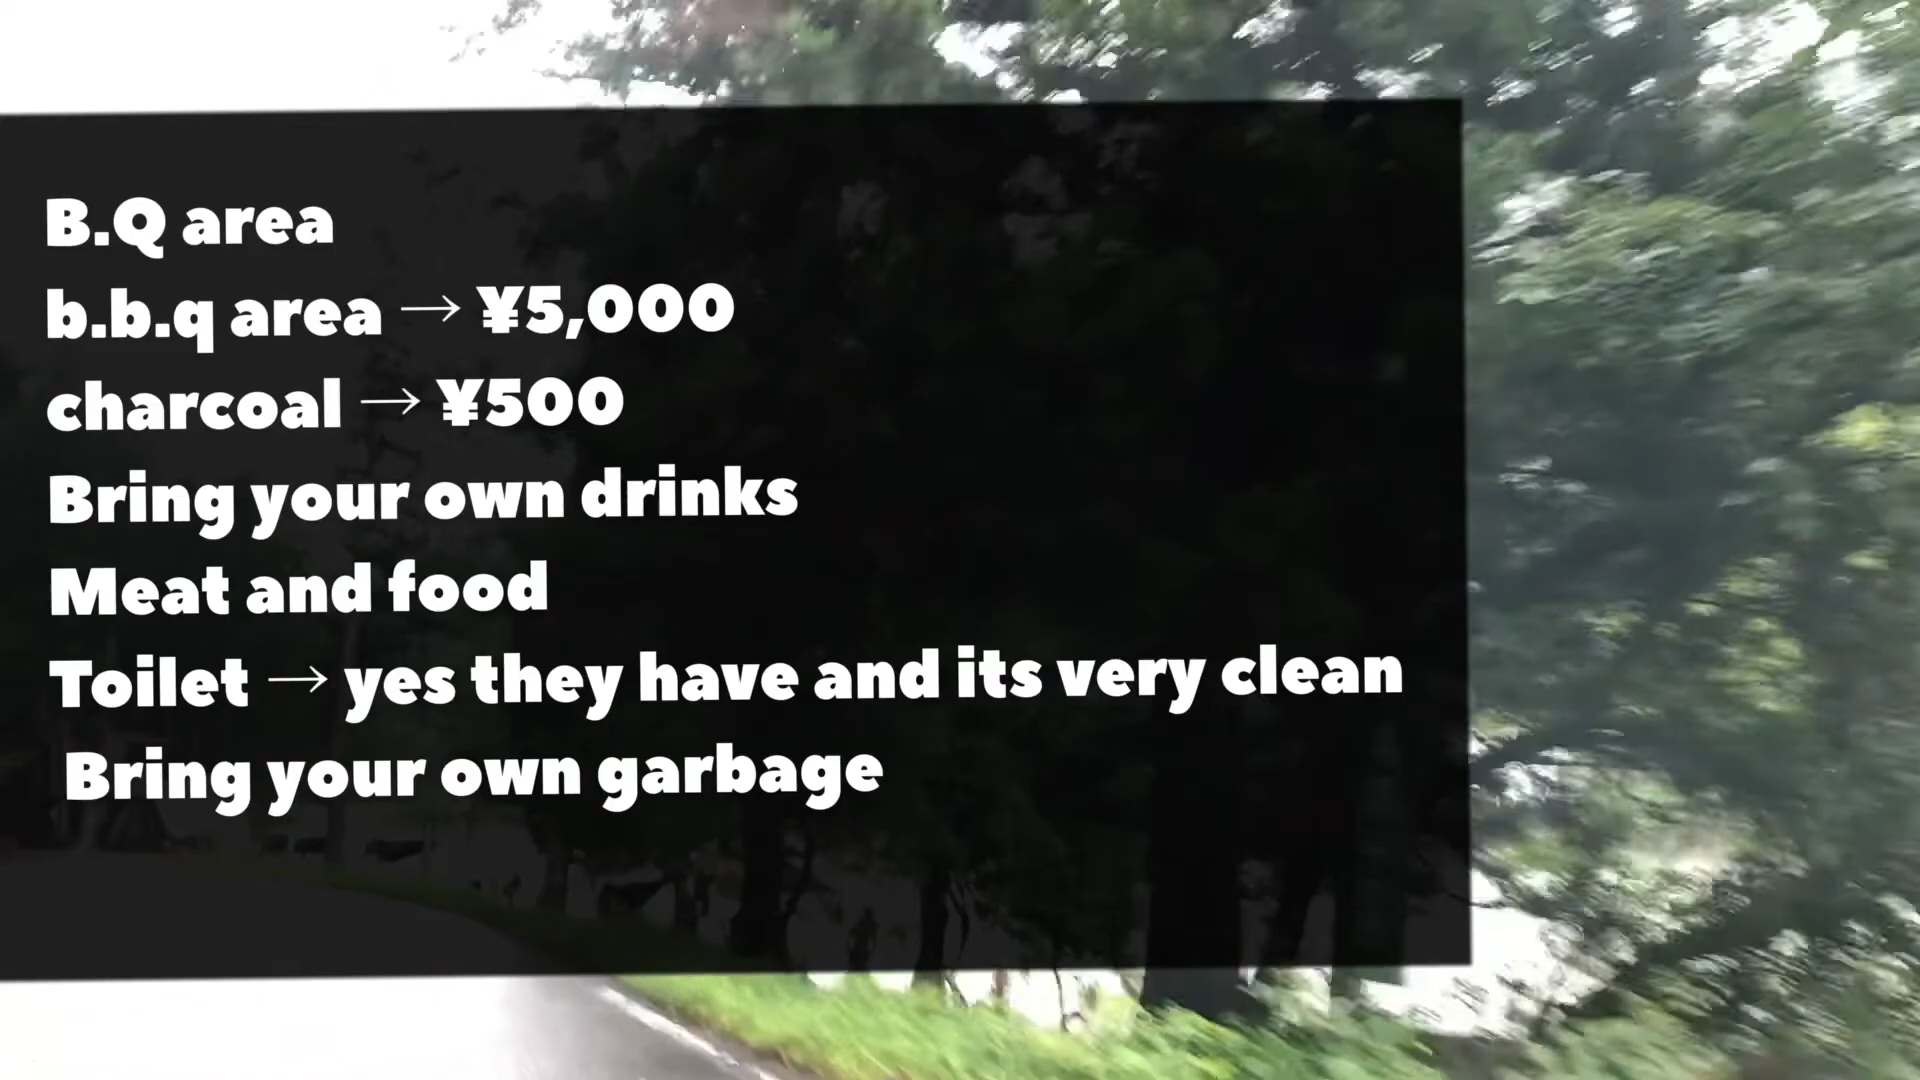 B.Q area
b.b.q area → ¥5,000
charcoal → ¥500
Bring your own drinks
Meat and food
Toilet → yes they have and its very clean
Bring your own garbage